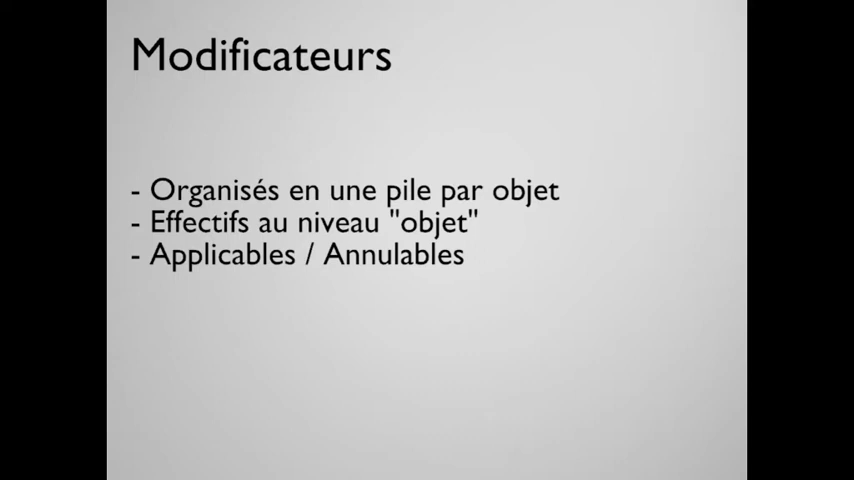 Modificateurs
- Organisés en une pile par objet
- Effectifs au niveau "objet"
- Applicables / Annulables